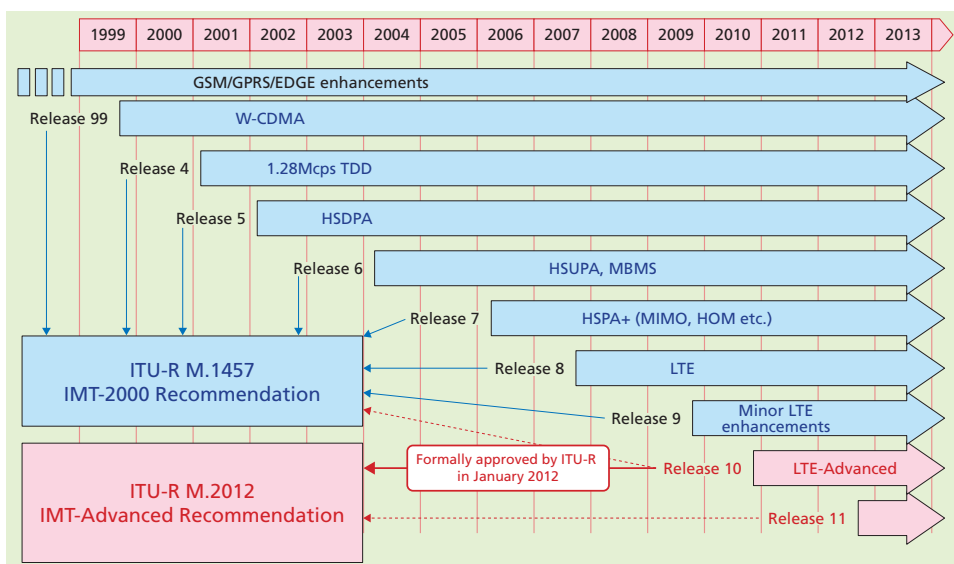 1999 2000 2001 2002 2003 2004 2005 2006 2007 2008 2009 2010 2011 2012 2013
GSM/GPRS/EDGE enhancements
Release 99
W-CDMA
Release 4
1.28Mcps TDD
Release 5
HSDPA
Release 6
HSUPA, MBMS
Release 7
HSPA+ (MIMO, HOM etc.)
Release 8
LTE
Release 9
Minor LTE
enhancements
ITU-R M.1457
IMT-2000 Recommendation
Formally approved by ITU-R
in January 2012
Release 10
LTE-Advanced
ITU-R M.2012
IMT-Advanced Recommendation
Release 11